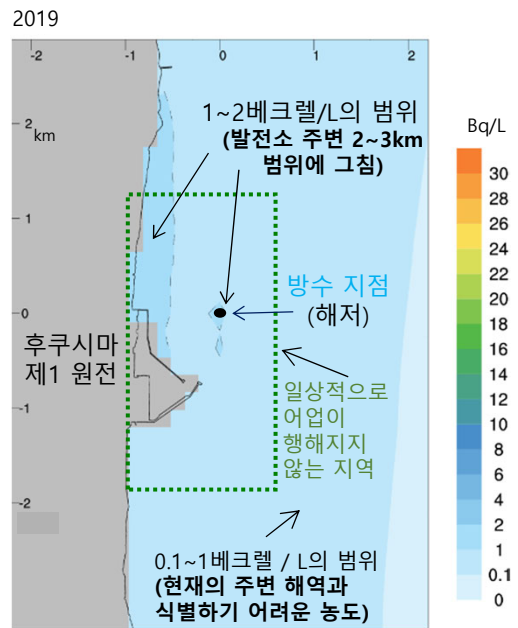 2019
-2 -1 0 1 2
2
km
1
0
-1
-2
1~2베크렐/L의 범위
(발전소 주변 2~3km
범위에 그침)
방수 지점
(해저)
후쿠시마
제1 원전
일상적으로
어업이
행해지지
않는 지역
0.1~1베크렐 / L의 범위
(현재의 주변 해역과
식별하기 어려운 농도)
Bq/L
30
28
26
24
22
20
18
16
14
12
10
8
6
4
2
1
0.1
0